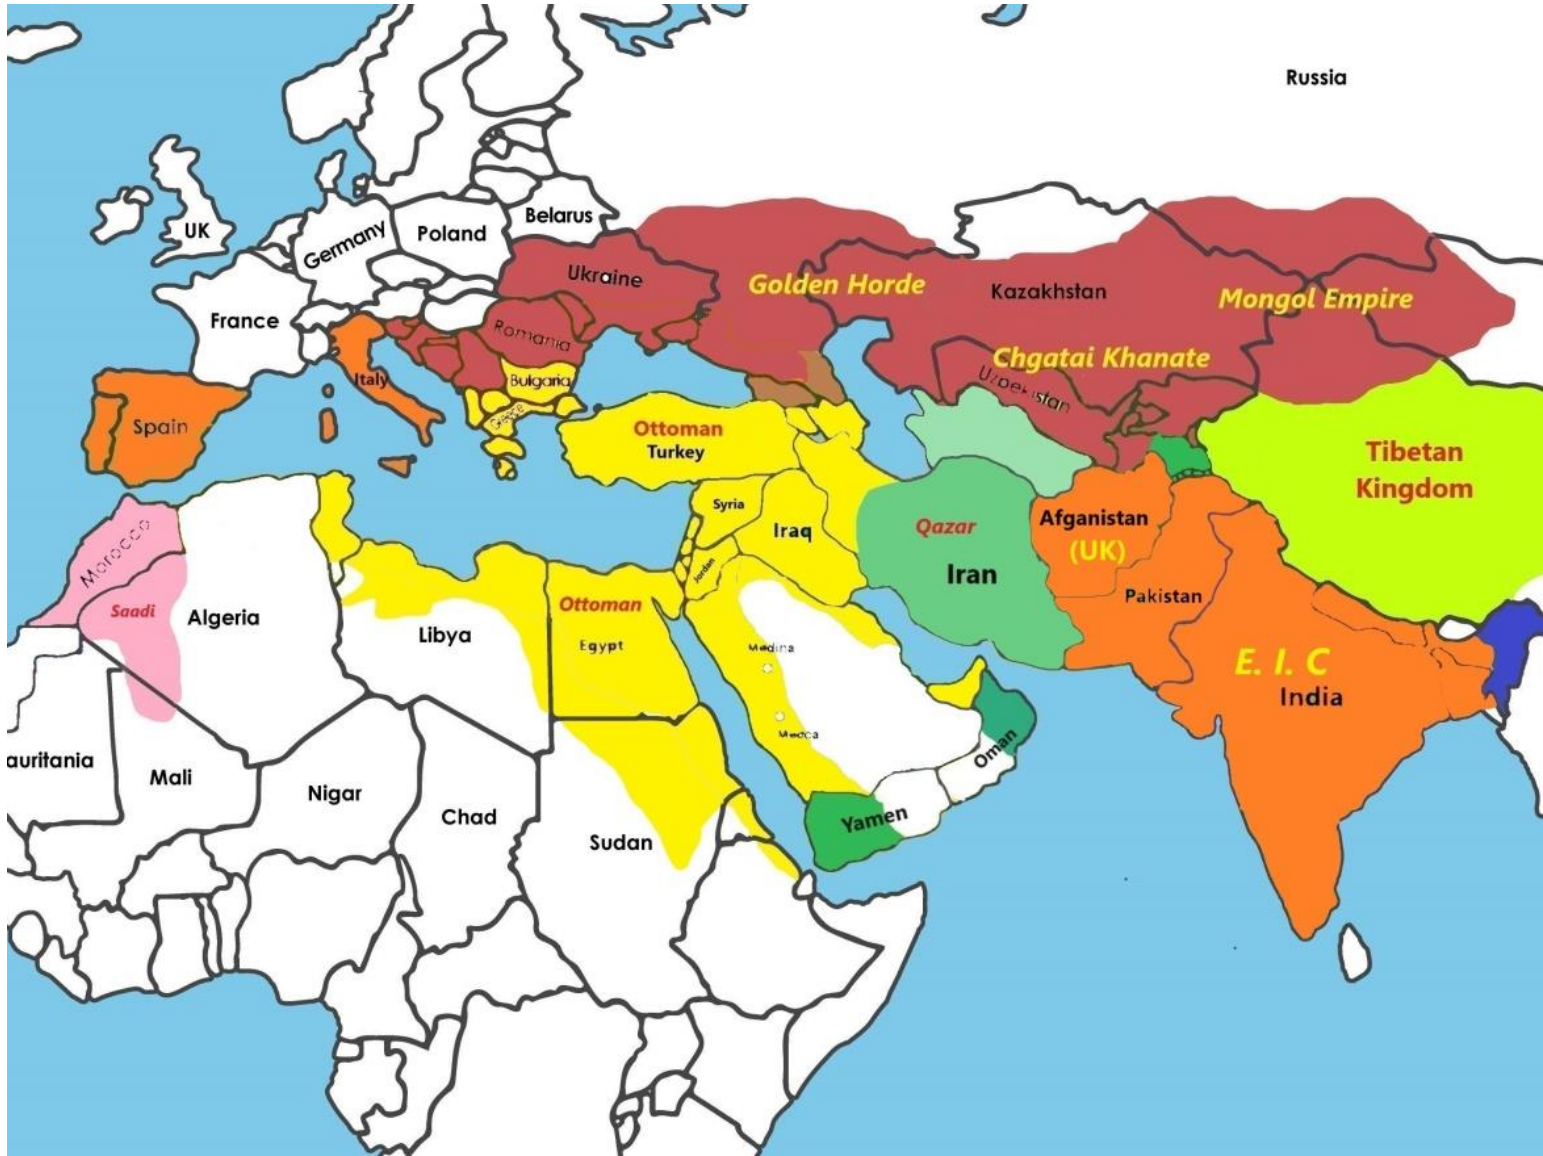 Russia
Belarus
UK
Poland
Germany
Ukraine
Golden Horde
Kazakhstan
Mongol Empire
France
Romania
Chgatai Khanate
Uzbekistan
Italy
Bulgaria
Spain
Greece
Ottoman
Turkey
Tibetan
Kingdom
Syria
Iraq
Qazar
Iran
Afganistan
(UK)
Morocco
Jordan
Pakistan
Saadi
Algeria
Libya
Ottoman
Egypt
Medina
E. I. C
India
Mecca
Oman
auritania
Mali
Nigar
Chad
Sudan
Yamen